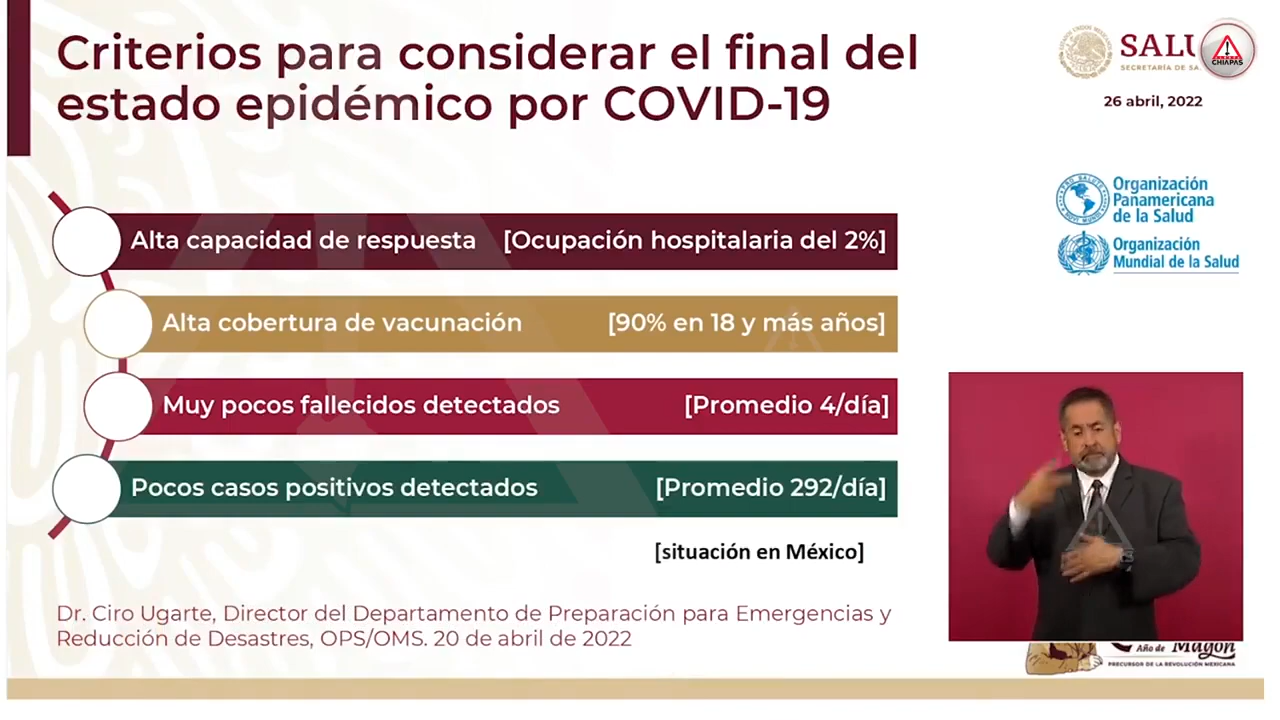 Criterios para considerar el final del
estado epidémico por COVID-19
SECRETARÍA DE
CHIAPAS
26 abril, 2022
Organización
Panamericana
de la Salud
Organización
Mundial de la Salud
Alta capacidad de respuesta [Ocupación hospitalaria del 2%]
Alta cobertura de vacunación [90% en 18 y más años]
Muy pocos fallecidos detectados [Promedio 4/día]
Pocos casos positivos detectados [Promedio 292/día]
[situación en México]
Dr. Ciro Ugarte, Director del Departamento de Preparación para Emergencias y
Reducción de Desastres, OPS/OMS. 20 de abril de 2022
Año de Magón
PRECURSOR DE LA REVOLUCIÓN MEXICANA